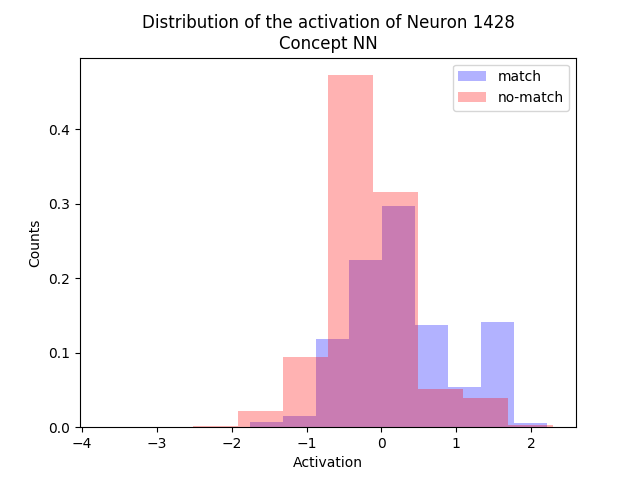 Distribution of the activation of Neuron 1428
Concept NN
match
no-match
Counts
0.4
0.3
0.2
0.1
0.0
−4
−3
−2
−1
0
1
2
Activation